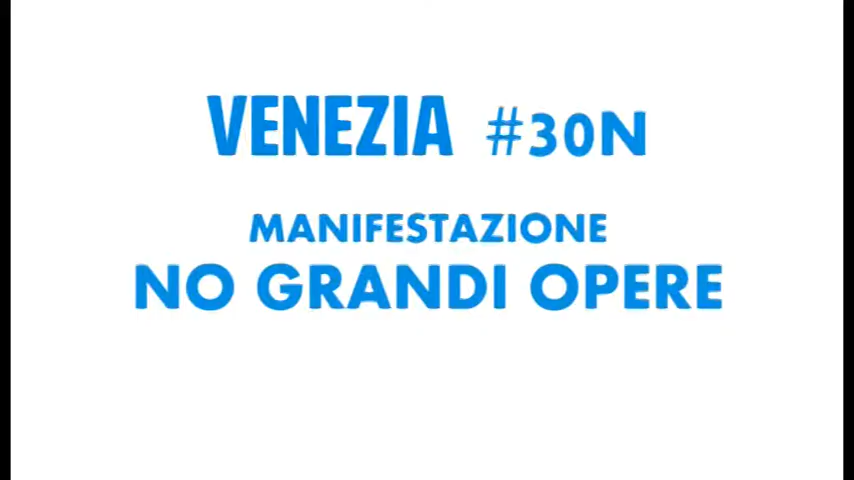 VENEZIA #30N
MANIFESTAZIONE
NO GRANDI OPERE